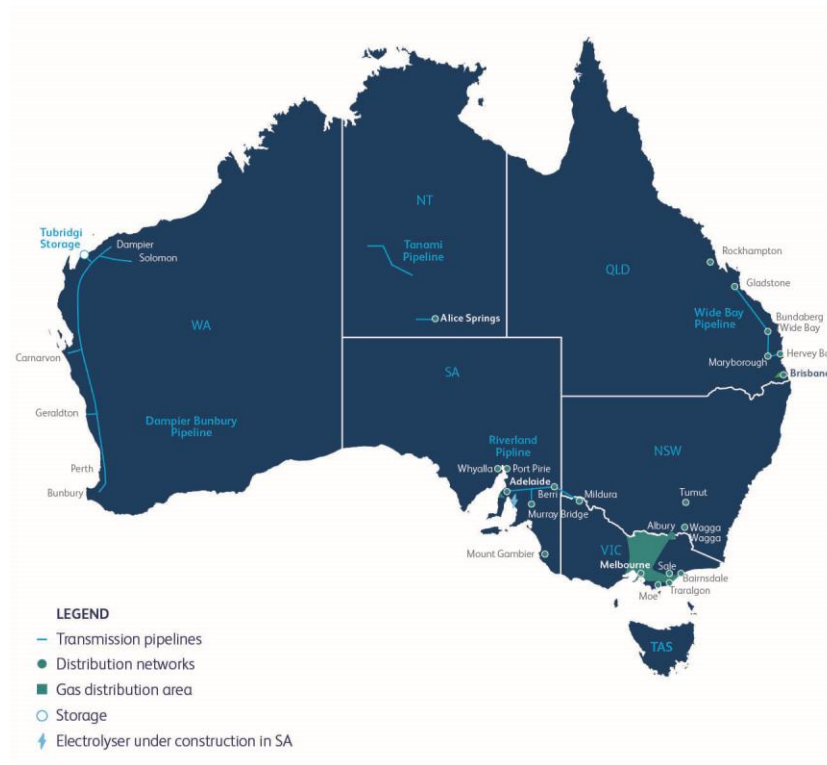 NT
Tanami
Pipeline
Alice Springs
QLD
Rockhampton
Gladstone
Wide Bay
Pipeline
Bundaberg
Wide Bay
Maryborough
Hervey Ba
Brisbane
Tubridgi
Storage
Dampier
Solomon
WA
Carnarvon
Geraldton
Dampier Bunbury
Pipeline
Perth
Bunbury
SA
Riverland
Pipline
Whyalla
Port Pirie
Adelaide
Berri
Mildura
Murray Bridge
Mount Gambier
NSW
Tumut
Albury
Wagga
Wagga
VIC
Melbourne
Sale
Bairnsdale
Traralgon
Moe
TAS
LEGEND
Transmission pipelines
Distribution networks
Gas distribution area
Storage
Electrolyser under construction in SA